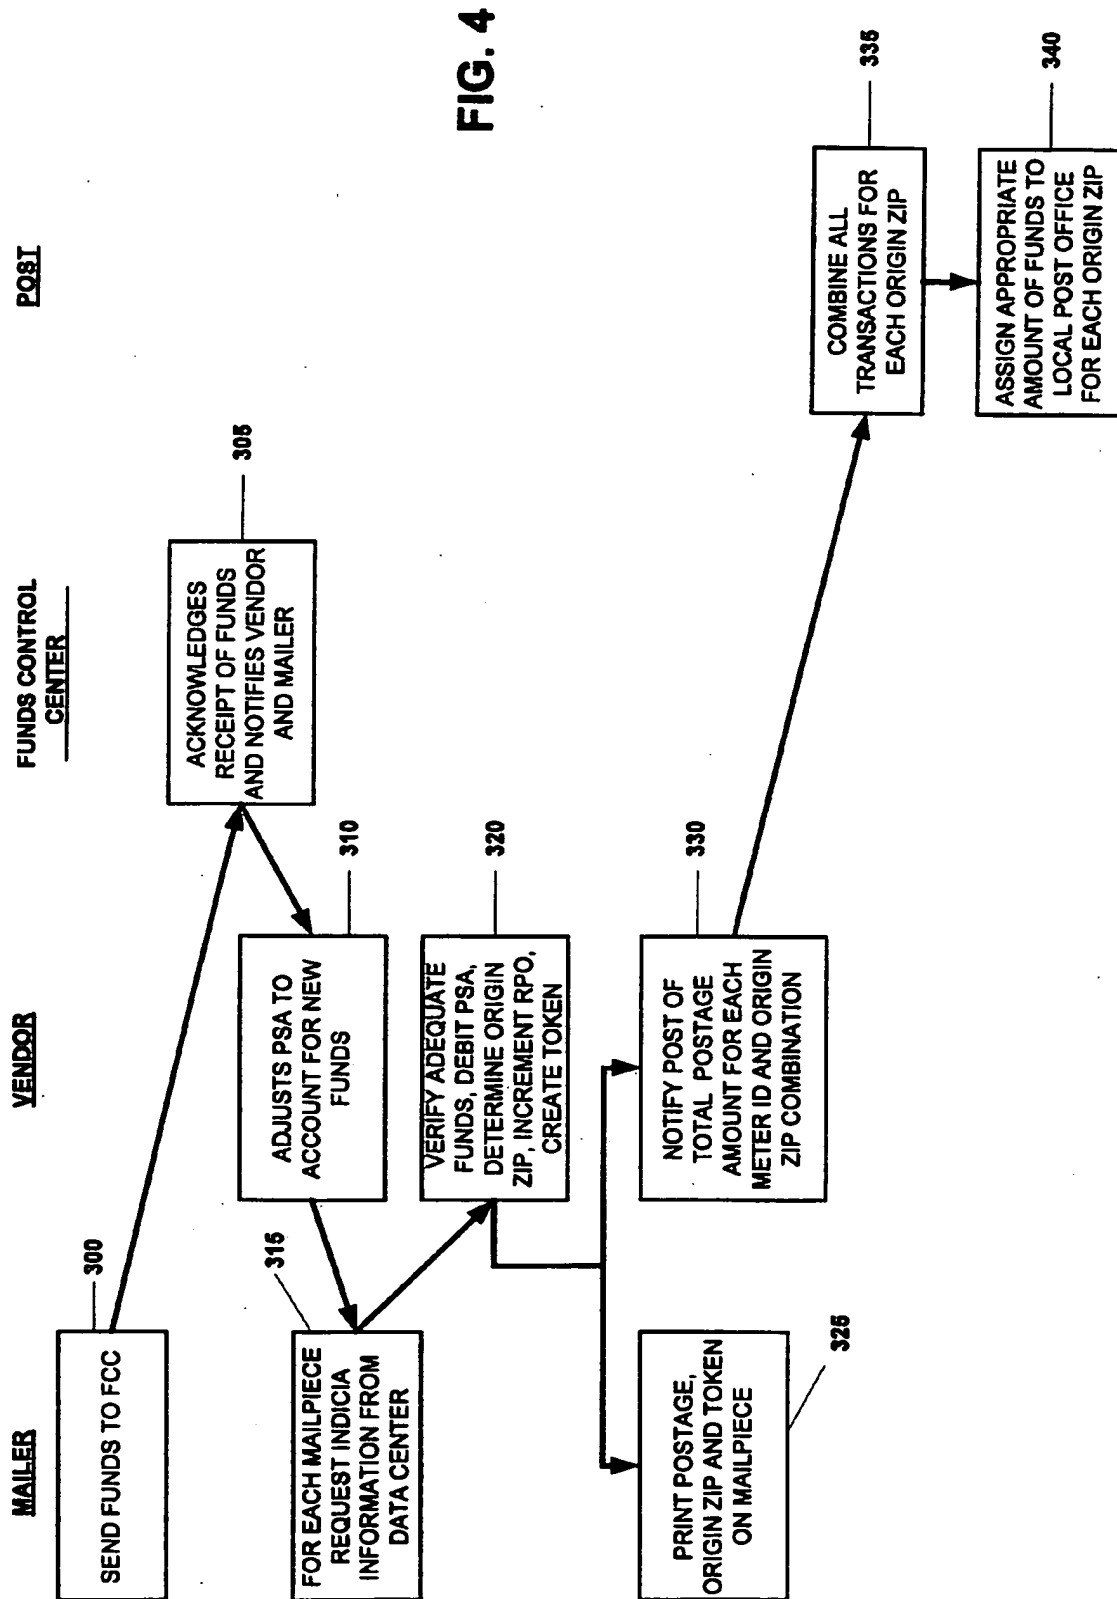 MAILER
VENDOR
FUNDS CONTROL
CENTER
POST
300
SEND FUNDS TO FCC
305
ACKNOWLEDGES
RECEIPT OF FUNDS
AND NOTIFIES VENDOR
AND MAILER
310
ADJUSTS PSA TO
ACCOUNT FOR NEW
FUNDS
315
FOR EACH MAILPIECE
REQUEST INDICIA
INFORMATION FROM
DATA CENTER
320
VERIFY ADEQUATE
FUNDS, DEBIT PSA,
DETERMINE ORIGIN
ZIP, INCREMENT RPO,
CREATE TOKEN
PRINT POSTAGE,
ORIGIN ZIP AND TOKEN
ON MAILPIECE
325
330
NOTIFY POST OF
TOTAL POSTAGE
AMOUNT FOR EACH
METER ID AND ORIGIN
ZIP COMBINATION
335
COMBINE ALL
TRANSACTIONS FOR
EACH ORIGIN ZIP
340
ASSIGN APPROPRIATE
AMOUNT OF FUNDS TO
LOCAL POST OFFICE
FOR EACH ORIGIN ZIP
FIG. 4